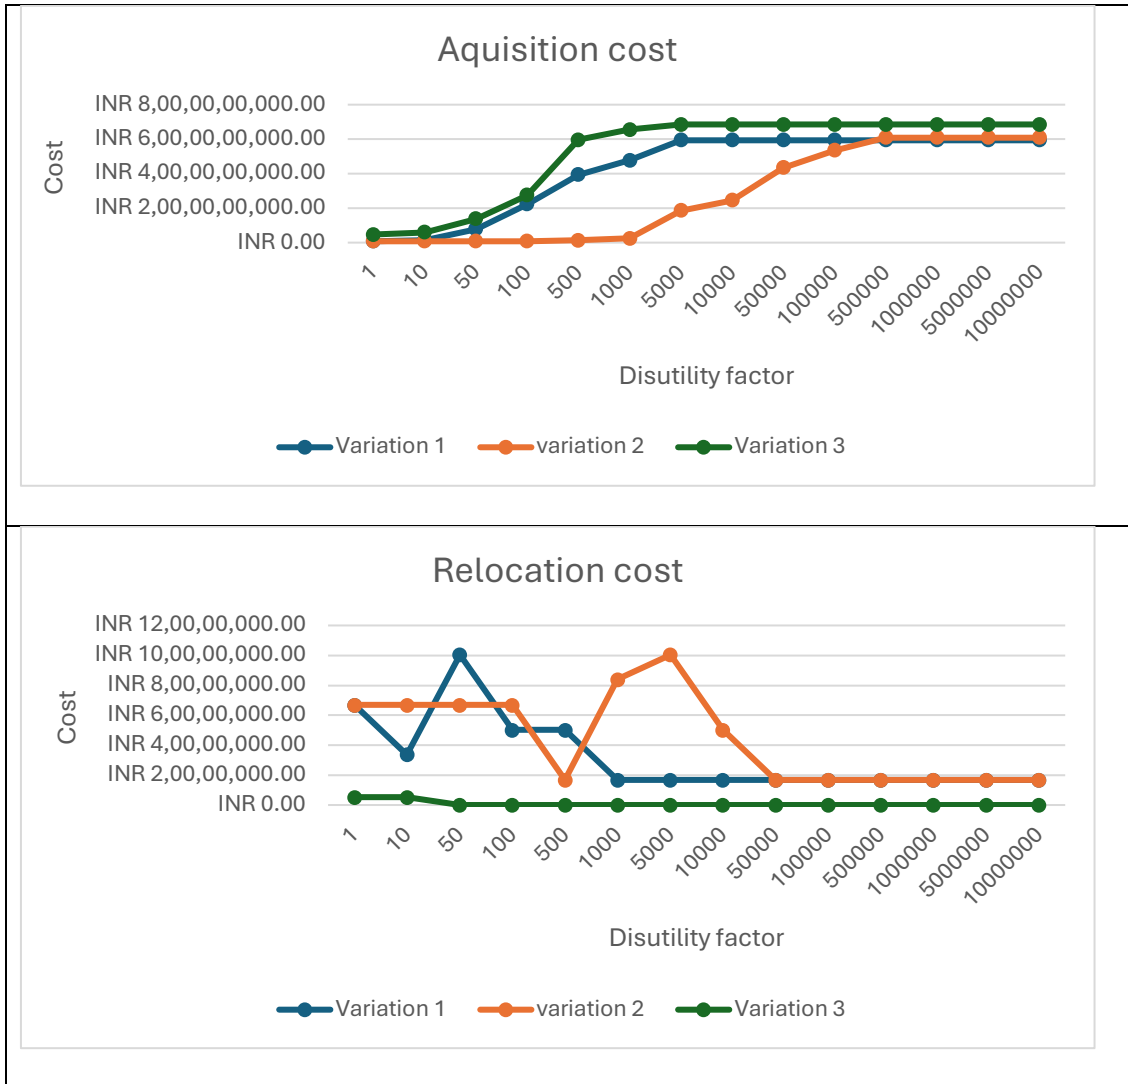 Aquisition cost
INR 8,00,00,00,000.00
INR 6,00,00,00,000.00
INR 4,00,00,00,000.00
INR 2,00,00,00,000.00
INR 0.00
Cost
1
10
50
100
500
1000
5000
10000
50000
100000
500000
1000000
5000000
10000000
Disutility factor
Variation 1
variation 2
Variation 3
Relocation cost
INR 12,00,00,000.00
INR 10,00,00,000.00
INR 8,00,00,000.00
INR 6,00,00,000.00
INR 4,00,00,000.00
INR 2,00,00,000.00
INR 0.00
Cost
1
10
50
100
500
1000
5000
10000
50000
100000
500000
1000000
5000000
10000000
Disutility factor
Variation 1
variation 2
Variation 3